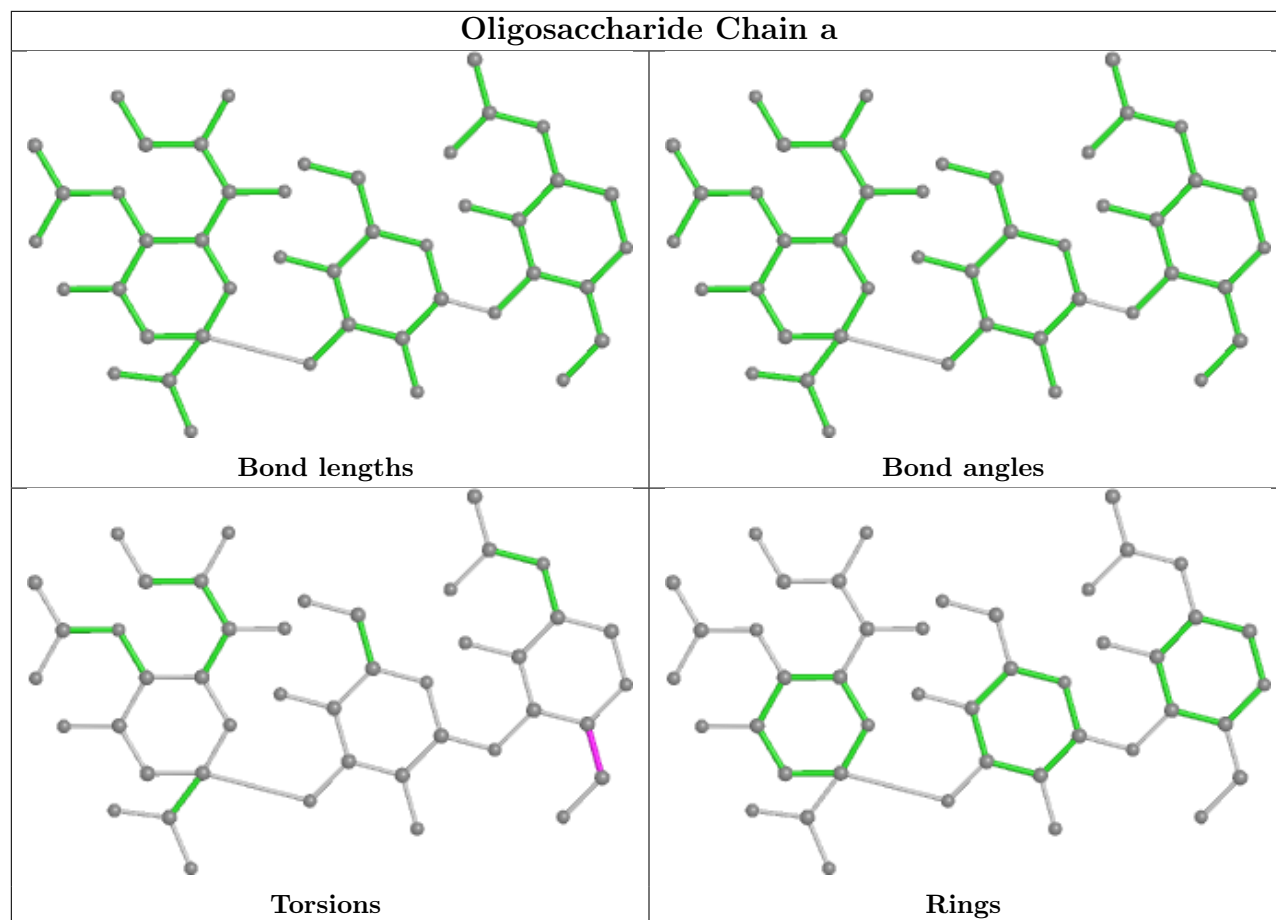 Oligosaccharide Chain a
Bond lengths
Bond angles
Torsions
Rings